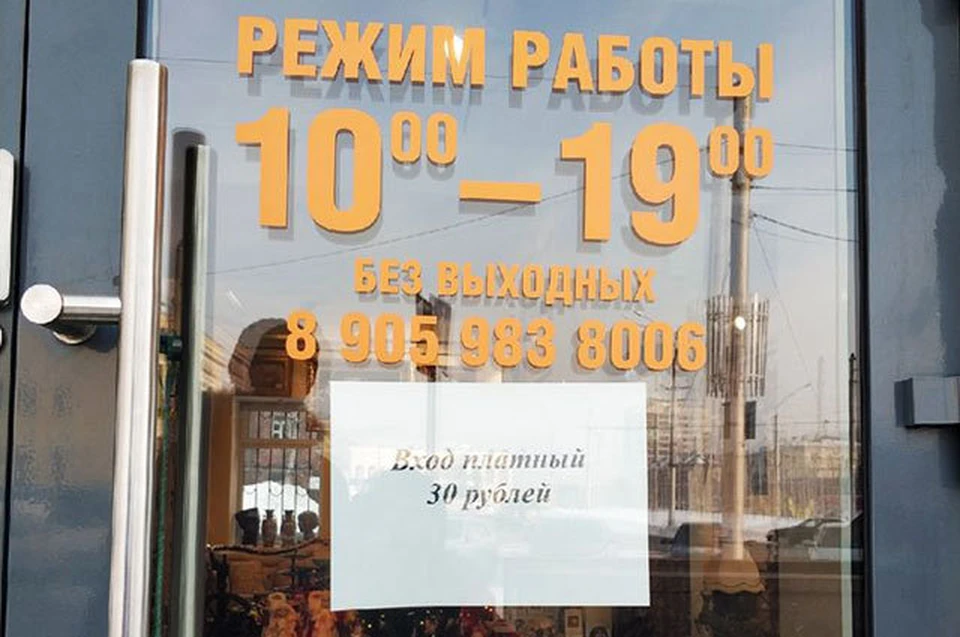 РЕЖИМ РАБОТЫ
10⁰⁰ – 19⁰⁰
БЕЗ ВЫХОДНЫХ
8 905 983 8006
Вход платный
30 рублей